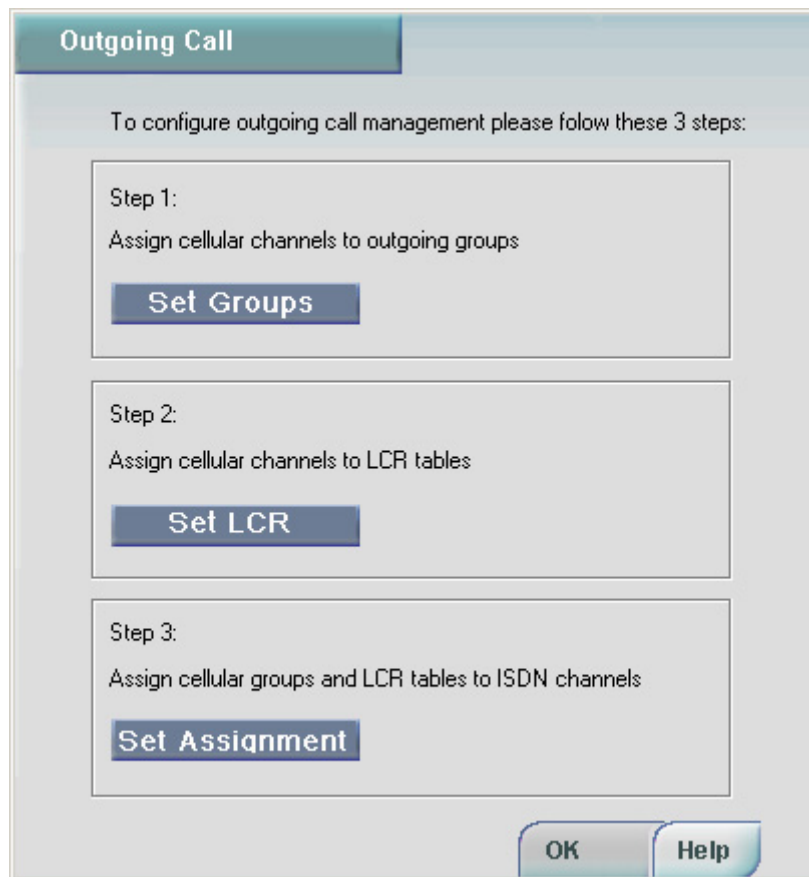 Outgoing Call
To configure outgoing call management please folow these 3 steps:
Step 1:
Assign cellular channels to outgoing groups
Set Groups
Step 2:
Assign cellular channels to LCR tables
Set LCR
Step 3:
Assign cellular groups and LCR tables to ISDN channels
Set Assignment
OK Help